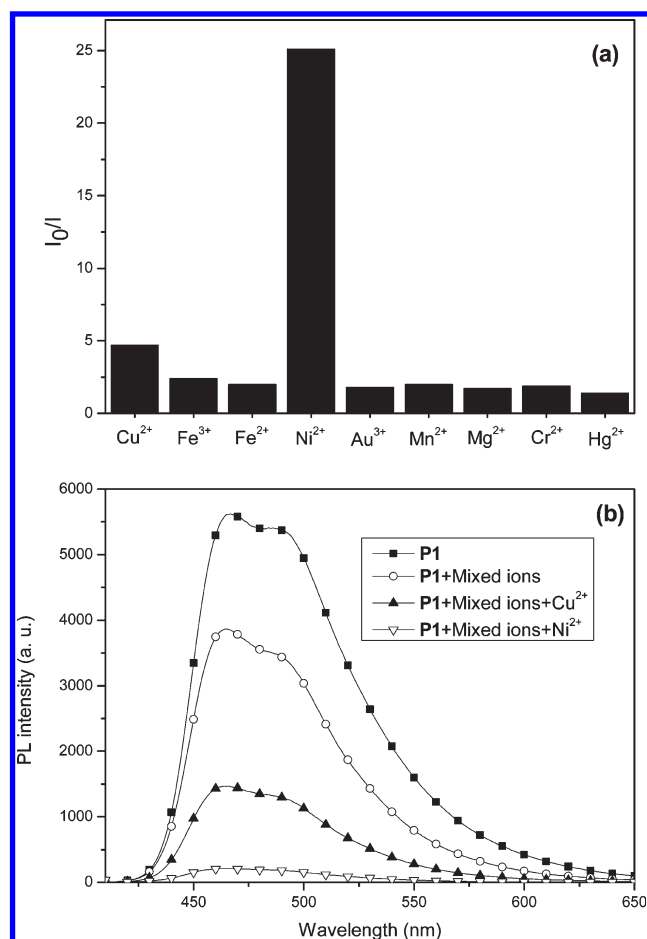 (a)
I0/I
25
20
15
10
5
0
Cu2+ Fe3+ Fe2+ Ni2+ Au3+ Mn2+ Mg2+ Cr2+ Hg2+
(b)
P1
P1+Mixed ions
P1+Mixed ions+Cu2+
P1+Mixed ions+Ni2+
PL intensity (a. u.)
6000
5000
4000
3000
2000
1000
0
450 500 550 600 650
Wavelength (nm)